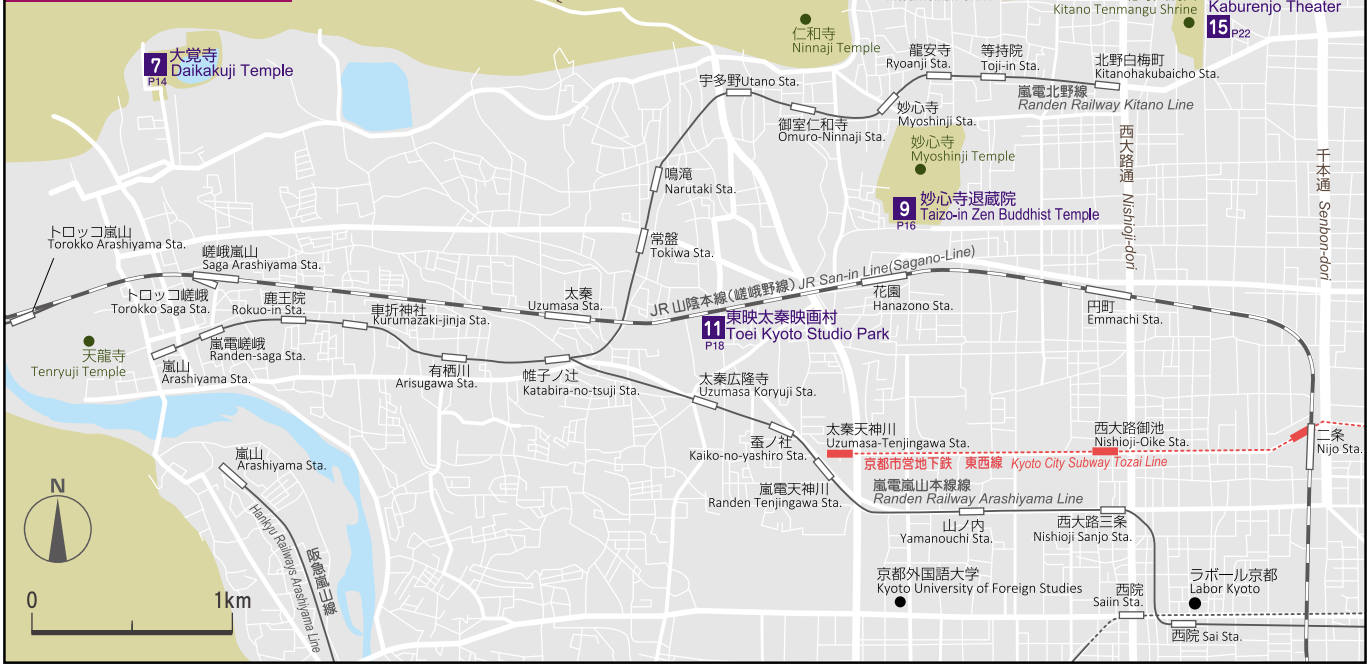 Kitano Tenmangu Shrine
Kaburenjo Theater
15
P22
仁和寺
Ninnaji Temple
7
P14
大覚寺
Daikakuji Temple
龍安寺
Ryoanji Sta.
等持院
Toji-in Sta.
北野白梅町
Kitanohakubaicho Sta.
宇多野Utano Sta.
嵐電北野線
Randen Railway Kitano Line
御室仁和寺
Omuro-Ninnaji Sta.
妙心寺
Myoshinji Sta.
妙心寺
Myoshinji Temple
西大路通 Nishioji-dori
千本通 Senbon-dori
鳴滝
Narutaki Sta.
9
P16
妙心寺退蔵院
Taizo-in Zen Buddhist Temple
トロッコ嵐山
Torokko Arashiyama Sta.
嵯峨嵐山
Saga Arashiyama Sta.
常盤
Tokiwa Sta.
トロッコ嵯峨
Torokko Saga Sta.
鹿王院
Rokuo-in Sta.
車折神社
Kurumazaki-jinja Sta.
太秦
Uzumasa Sta.
JR 山陰本線(嵯峨野線) JR San-in Line(Sagano-Line)
花園
Hanazono Sta.
円町
Emmachi Sta.
11
P18
東映太秦映画村
Toei Kyoto Studio Park
天龍寺
Tenryuji Temple
嵐山
Arashiyama Sta.
嵐電嵯峨
Randen-saga Sta.
有栖川
Arisugawa Sta.
帷子ノ辻
Katabira-no-tsuji Sta.
太秦広隆寺
Uzumasa Koryuji Sta.
蚕ノ社
Kaiko-no-yashiro Sta.
太秦天神川
Uzumasa-Tenjingawa Sta.
西大路御池
Nishioji-Oike Sta.
二条
Nijo Sta.
京都市営地下鉄 東西線 Kyoto City Subway Tozai Line
嵐山
Arashiyama Sta.
嵐電天神川
Randen Tenjingawa Sta.
嵐電嵐山本線線
Randen Railway Arashiyama Line
山ノ内
Yamanouchi Sta.
西大路三条
Nishioji Sanjo Sta.
N
阪急嵐山線
Hankyu Railways Arashiyama Line
京都外国語大学
Kyoto University of Foreign Studies
西院
Saiin Sta.
ラボール京都
Labor Kyoto
西院 Sai Sta.
0 1km